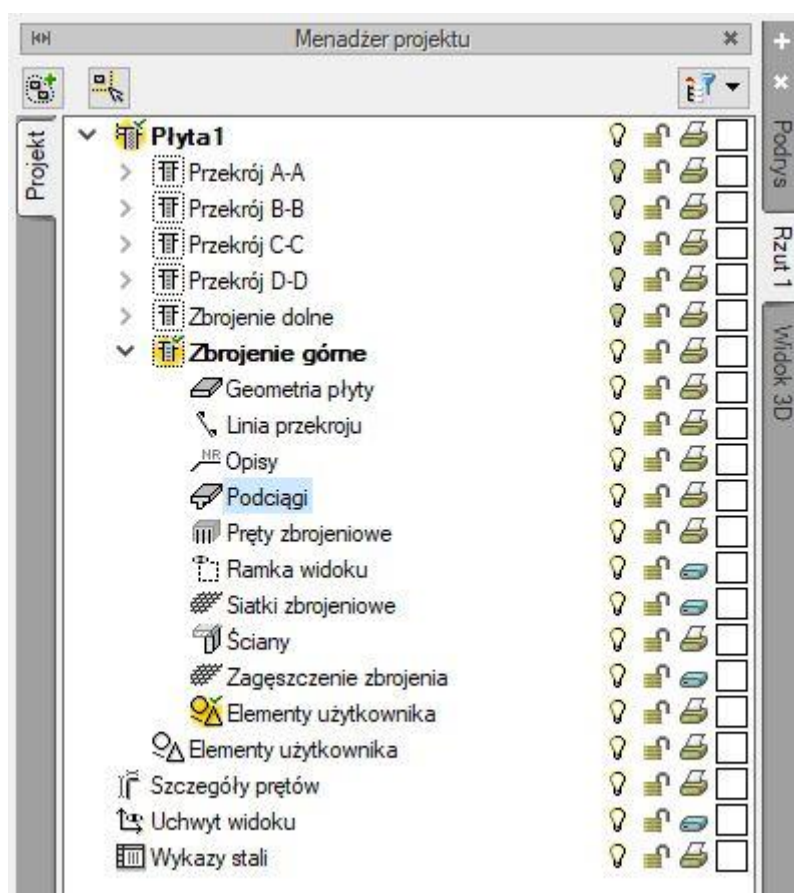 Menadżer projektu
Projekt
Płyta1
Przekrój A-A
Przekrój B-B
Przekrój C-C
Przekrój D-D
Zbrojenie dolne
Zbrojenie górne
Geometria płyty
Linia przekroju
NR Opisy
Podciągi
Pręty zbrojeniowe
Ramka widoku
Siatki zbrojeniowe
Ściany
Zagęszczenie zbrojenia
Elementy użytkownika
Elementy użytkownika
Szczegóły prętów
Uchwyt widoku
Wykazy stali
Podrys
Rzut 1
Widok 3D